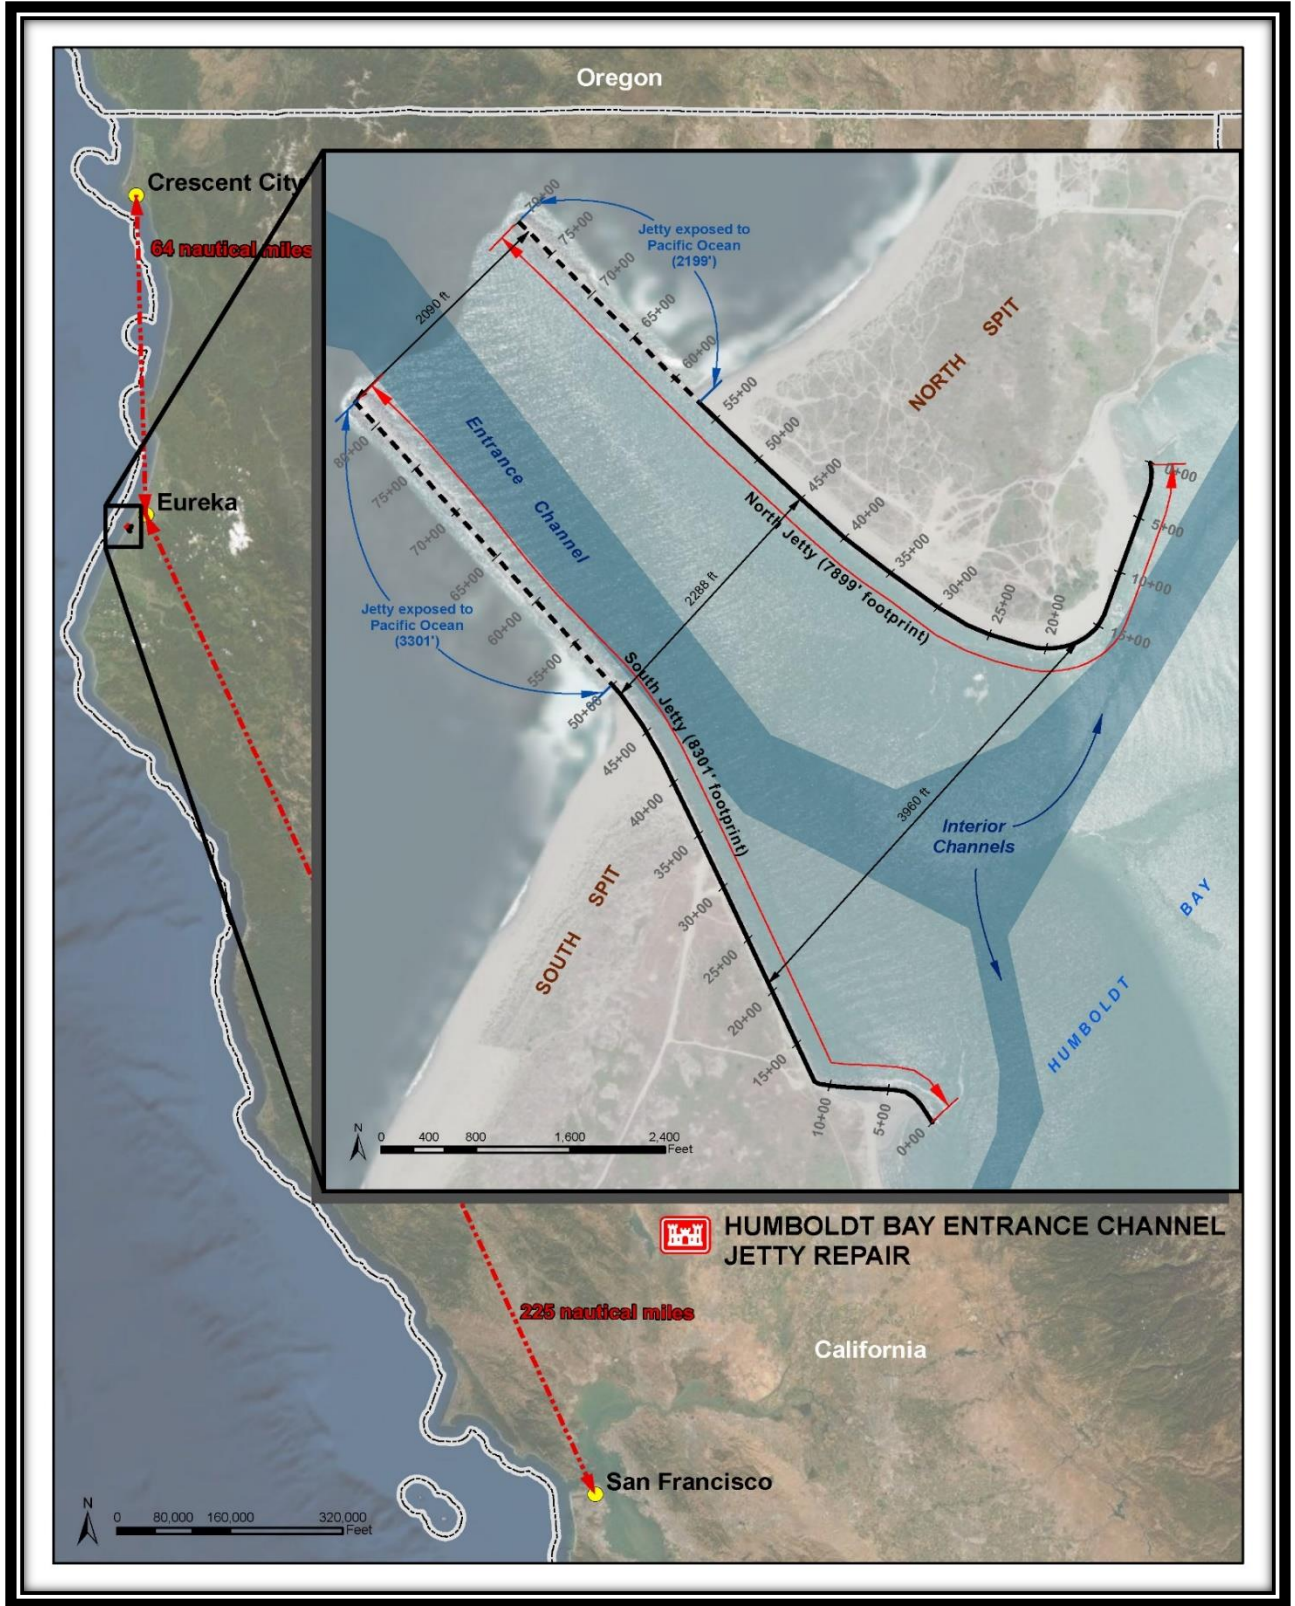 Oregon
Crescent City
64 nautical miles
Eureka
79+00
75+00
70+00
65+00
60+00
55+00
50+00
45+00
40+00
35+00
30+00
25+00
20+00
15+00
10+00
5+00
0+00
Jetty exposed to
Pacific Ocean
(2199')
2090 ft
NORTH SPIT
Entrance Channel
North Jetty (7899' footprint)
2288 ft
80+00
75+00
70+00
65+00
60+00
55+00
50+00
45+00
40+00
35+00
30+00
25+00
20+00
15+00
10+00
5+00
0+00
Jetty exposed to
Pacific Ocean
(3301')
South Jetty (8301' footprint)
3960 ft
Interior
Channels
SOUTH SPIT
HUMBOLDT BAY
N
0 400 800 1,600 2,400
Feet
HUMBOLDT BAY ENTRANCE CHANNEL
JETTY REPAIR
225 nautical miles
California
San Francisco
N
0 80,000 160,000 320,000
Feet